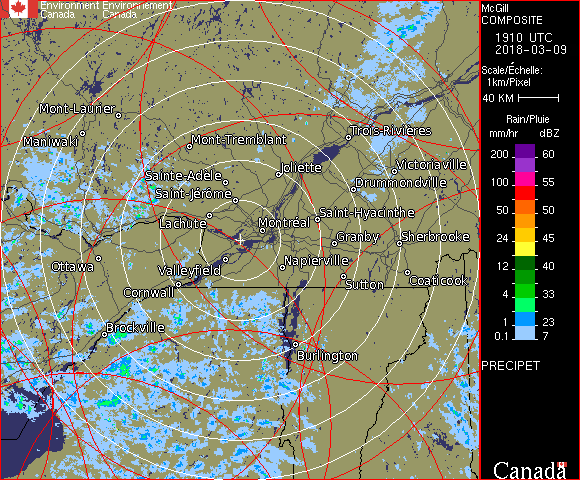 Environment Environnement
Canada Canada
McGill
COMPOSITE
1910 UTC
2018-03-09
Scale/Échelle:
1km/Pixel
40 KM
Rain/Pluie
mm/hr dBZ
200 60
100 55
50 50
24 45
12 40
4 33
1 23
0.1 7
PRECIPET
Canada
Mont-Laurier
Maniwaki
Mont-Tremblant
Trois-Rivières
Joliette
Victoriaville
Sainte-Adèle
Drummondville
Saint-Jérôme
Saint-Hyacinthe
Lachute
Montréal
Granby
Sherbrooke
Ottawa
Valleyfield
Napierville
Sutton
Coaticook
Cornwall
Brockville
Burlington